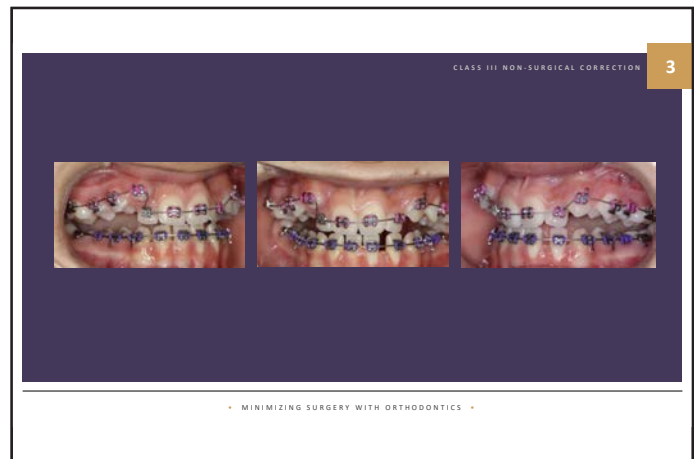 CLASS III NON-SURGICAL CORRECTION
3
• MINIMIZING SURGERY WITH ORTHODONTICS •